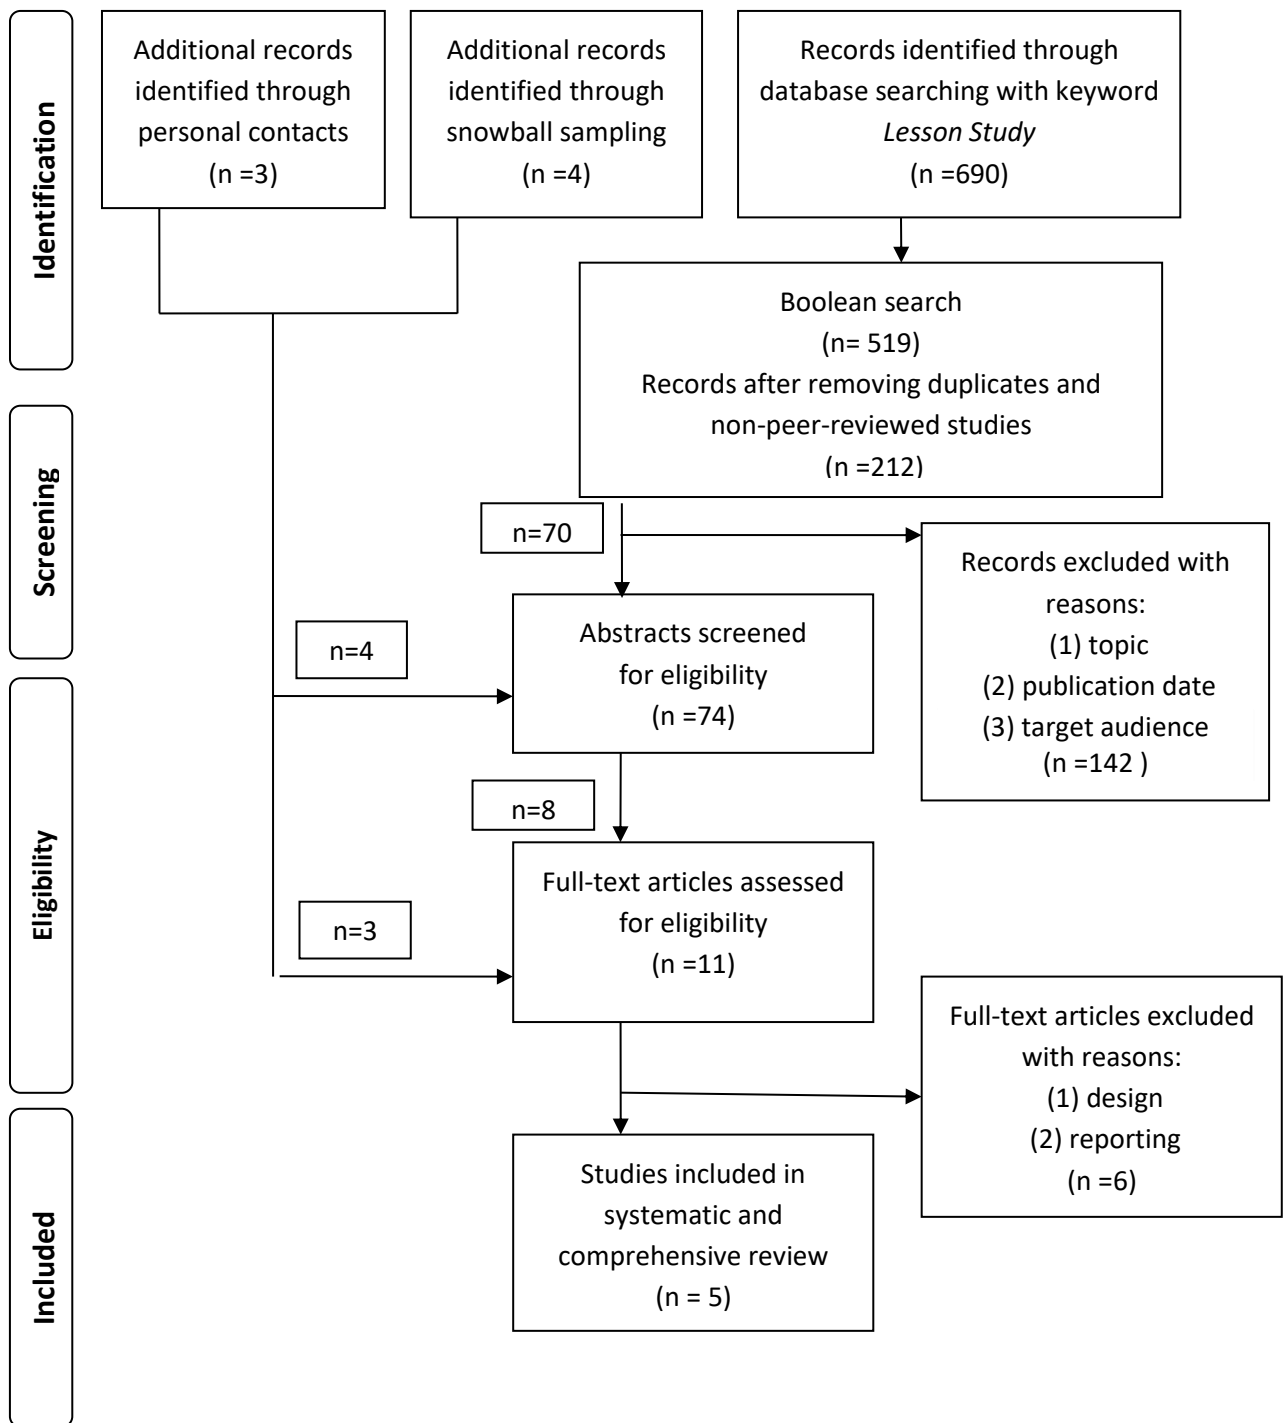 Identification
Additional records
identified through
personal contacts
(n =3)
Additional records
identified through
snowball sampling
(n =4)
Records identified through
database searching with keyword
Lesson Study
(n =690)
Boolean search
(n= 519)
Records after removing duplicates and
non-peer-reviewed studies
(n =212)
Screening
n=70
Records excluded with
reasons:
(1) topic
(2) publication date
(3) target audience
(n =142 )
n=4
Abstracts screened
for eligibility
(n =74)
Eligibility
n=8
n=3
Full-text articles assessed
for eligibility
(n =11)
Full-text articles excluded
with reasons:
(1) design
(2) reporting
(n =6)
Included
Studies included in
systematic and
comprehensive review
(n = 5)